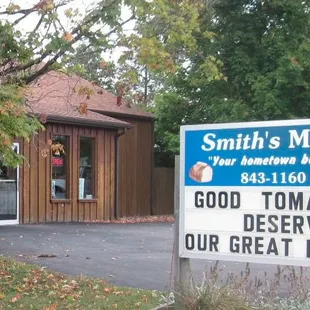 Smith's M
"Your hometown b
843-1160
GOOD TOMA
DESERV
OUR GREAT